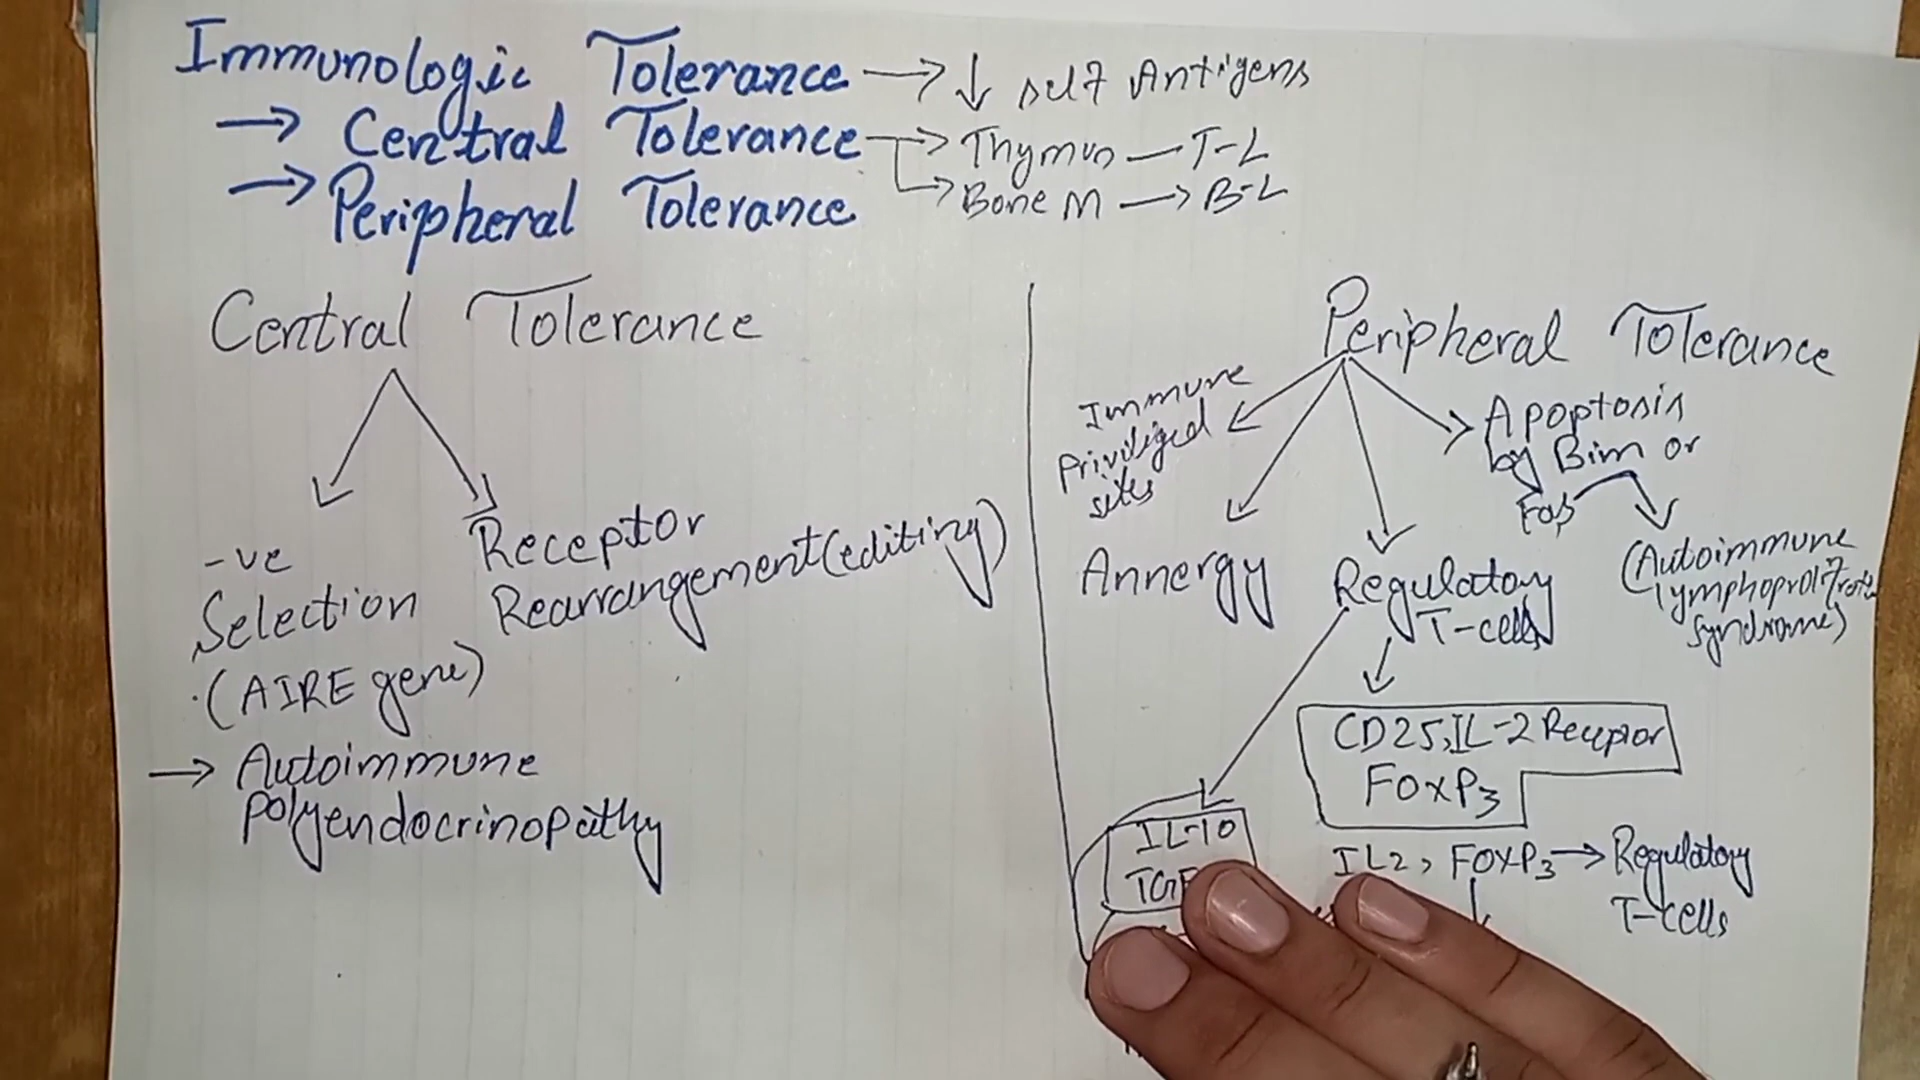 Immunologic Tolerance → ↓ self Antigens
→ Central Tolerance → Thymus — T-L
→ Bone M → B-L
→ Peripheral Tolerance
Central Tolerance
-ve
Selection
(AIRE gene)
→ Autoimmune
Polyendocrinopathy
Receptor
Rearrangement (editing)
Peripheral Tolerance
Immune
Priviliged
sites
Annergy
Regulatory
T-cells
Apoptosis
by Bim or
Fas
(Autoimmune
syndrome)
CD25, IL-2 Receptor
FOXP3
IL-10
IL2, FOXP3 → Regulatory
T-cells